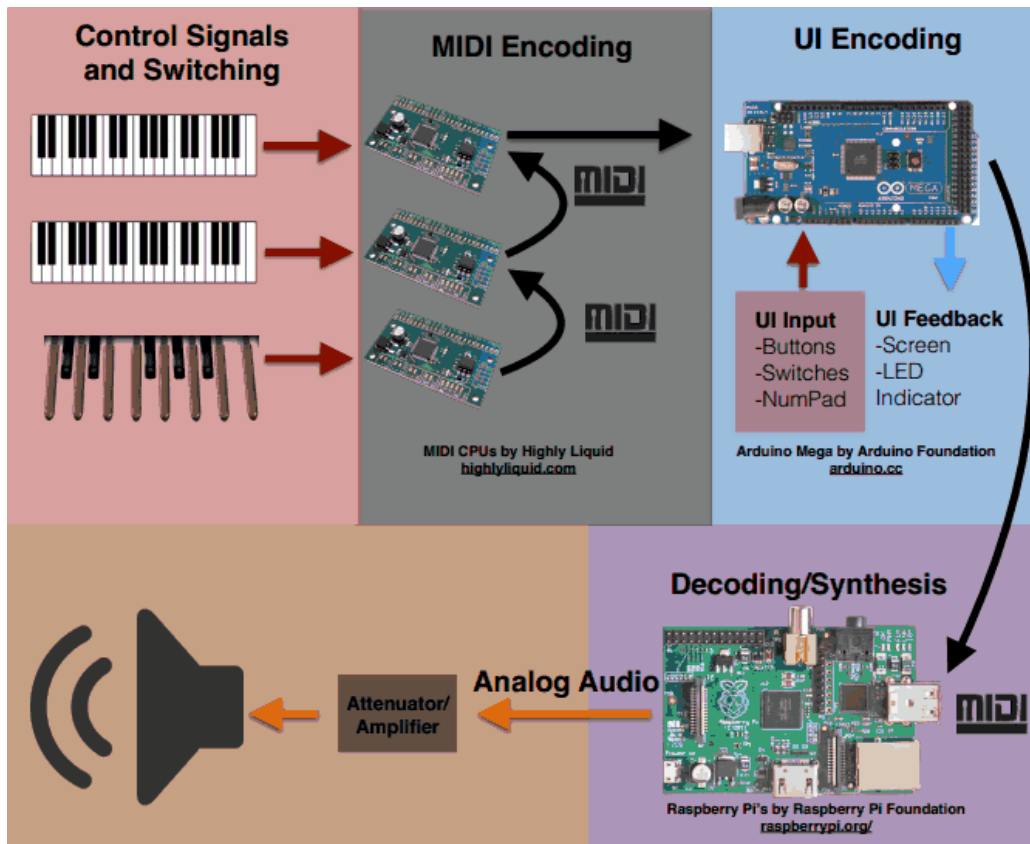 Control Signals
and Switching
MIDI Encoding
UI Encoding
MIDI
MIDI
MEGA
UI Input
-Buttons
-Switches
-NumPad
UI Feedback
-Screen
-LED
Indicator
MIDI CPUs by Highly Liquid
highlyliquid.com
Arduino Mega by Arduino Foundation
arduino.cc
Decoding/Synthesis
Analog Audio
Attenuator/
Amplifier
MIDI
Raspberry Pi's by Raspberry Pi Foundation
raspberrypi.org/